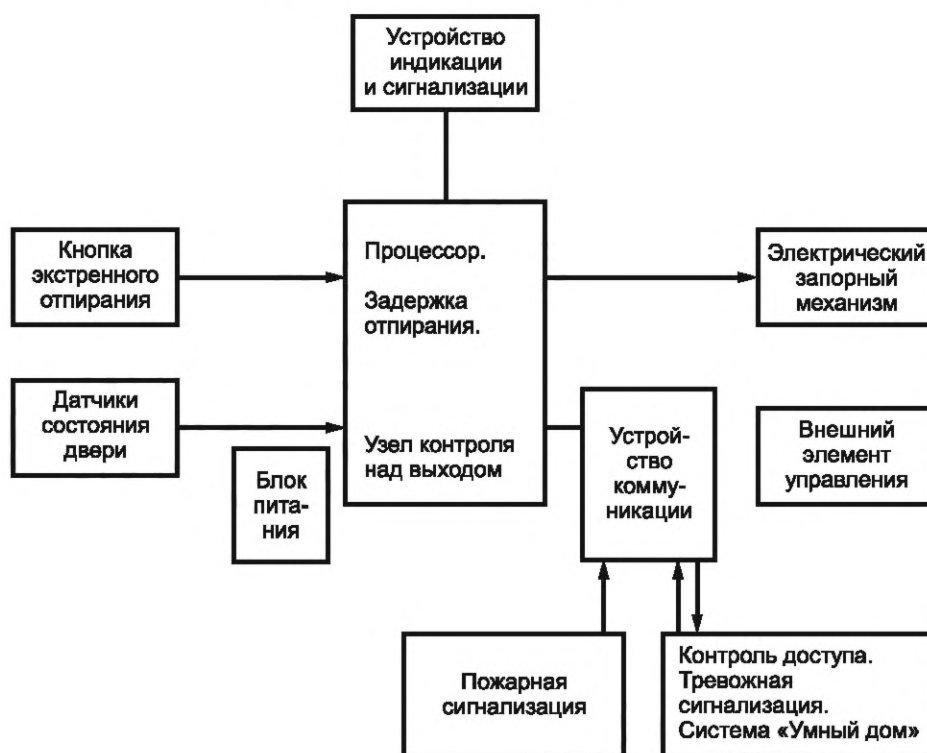 Устройство
индикации
и сигнализации
Кнопка
экстренного
отпирания
Процессор.
Задержка
отпирания.
Электрический
запорный
механизм
Датчики
состояния
двери
Узел контроля
над выходом
Устрой-
ство
комму-
никации
Внешний
элемент
управления
Блок
пита-
ния
Пожарная
сигнализация
Контроль доступа.
Тревожная
сигнализация.
Система «Умный дом»